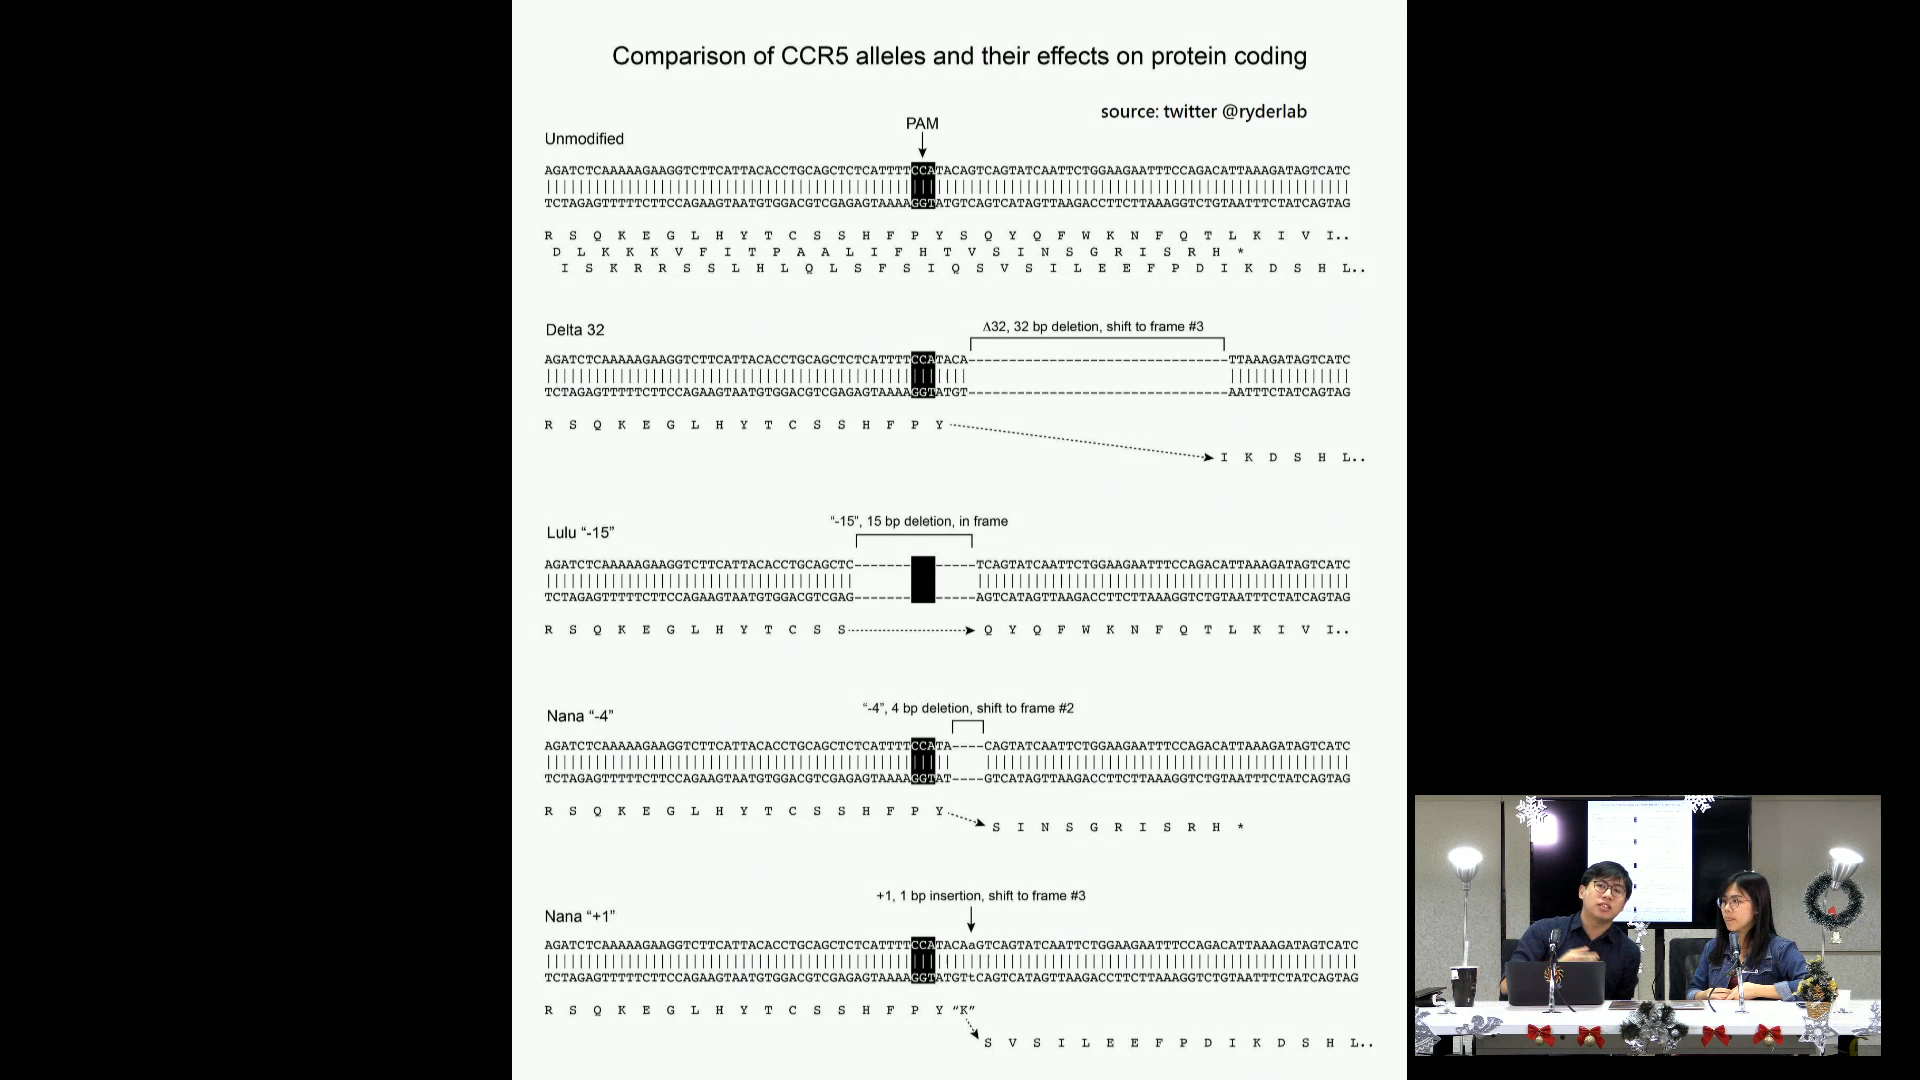 Comparison of CCR5 alleles and their effects on protein coding
source: twitter @ryderlab
PAM
Unmodified
AGATCTCAAAAAGAAGGTCTTCATTACACCTGCAGCTCTCATTTTCCATACAGTCAGTATCAATTCTGGAAGAATTTCCAGACATTAAAGATAGTCATC
TCTAGAGTTTTTCTTCCAGAAGTAATGTGGACGTCGAGAGTAAAAGGTATGTCAGTCATAGTTAAGACCTTCTTAAAGGTCTGTAATTTCTATCAGTAG
R S Q K E G L H Y T C S S H F P Y S Q Y Q F W K N F Q T L K I V I..
D L K K K V F I T P A A L I F H T V S I N S G R I S R H *
I S K R R S S L H L Q L S F S I Q S V S I L E E F P D I K D S H L..
Delta 32
Δ32, 32 bp deletion, shift to frame #3
AGATCTCAAAAAGAAGGTCTTCATTACACCTGCAGCTCTCATTTTCCATACA--------------------------------TTAAAGATAGTCATC
TCTAGAGTTTTTCTTCCAGAAGTAATGTGGACGTCGAGAGTAAAAGGTATGT--------------------------------AATTTCTATCAGTAG
R S Q K E G L H Y T C S S H F P Y
I K D S H L..
Lulu “-15”
“-15”, 15 bp deletion, in frame
AGATCTCAAAAAGAAGGTCTTCATTACACCTGCAGCTC---------------TCAGTATCAATTCTGGAAGAATTTCCAGACATTAAAGATAGTCATC
TCTAGAGTTTTTCTTCCAGAAGTAATGTGGACGTCGAG---------------AGTCATAGTTAAGACCTTCTTAAAGGTCTGTAATTTCTATCAGTAG
R S Q K E G L H Y T C S S Q Y Q F W K N F Q T L K I V I..
Nana “-4”
“-4”, 4 bp deletion, shift to frame #2
AGATCTCAAAAAGAAGGTCTTCATTACACCTGCAGCTCTCATTTTCCATA----CAGTATCAATTCTGGAAGAATTTCCAGACATTAAAGATAGTCATC
TCTAGAGTTTTTCTTCCAGAAGTAATGTGGACGTCGAGAGTAAAAGGTAT----GTCATAGTTAAGACCTTCTTAAAGGTCTGTAATTTCTATCAGTAG
R S Q K E G L H Y T C S S H F P Y
S I N S G R I S R H *
Nana “+1”
+1, 1 bp insertion, shift to frame #3
AGATCTCAAAAAGAAGGTCTTCATTACACCTGCAGCTCTCATTTTCCATACAaGTCAGTATCAATTCTGGAAGAATTTCCAGACATTAAAGATAGTCATC
TCTAGAGTTTTTCTTCCAGAAGTAATGTGGACGTCGAGAGTAAAAGGTATGTtCAGTCATAGTTAAGACCTTCTTAAAGGTCTGTAATTTCTATCAGTAG
R S Q K E G L H Y T C S S H F P Y “K”
S V S I L E E F P D I K D S H L..